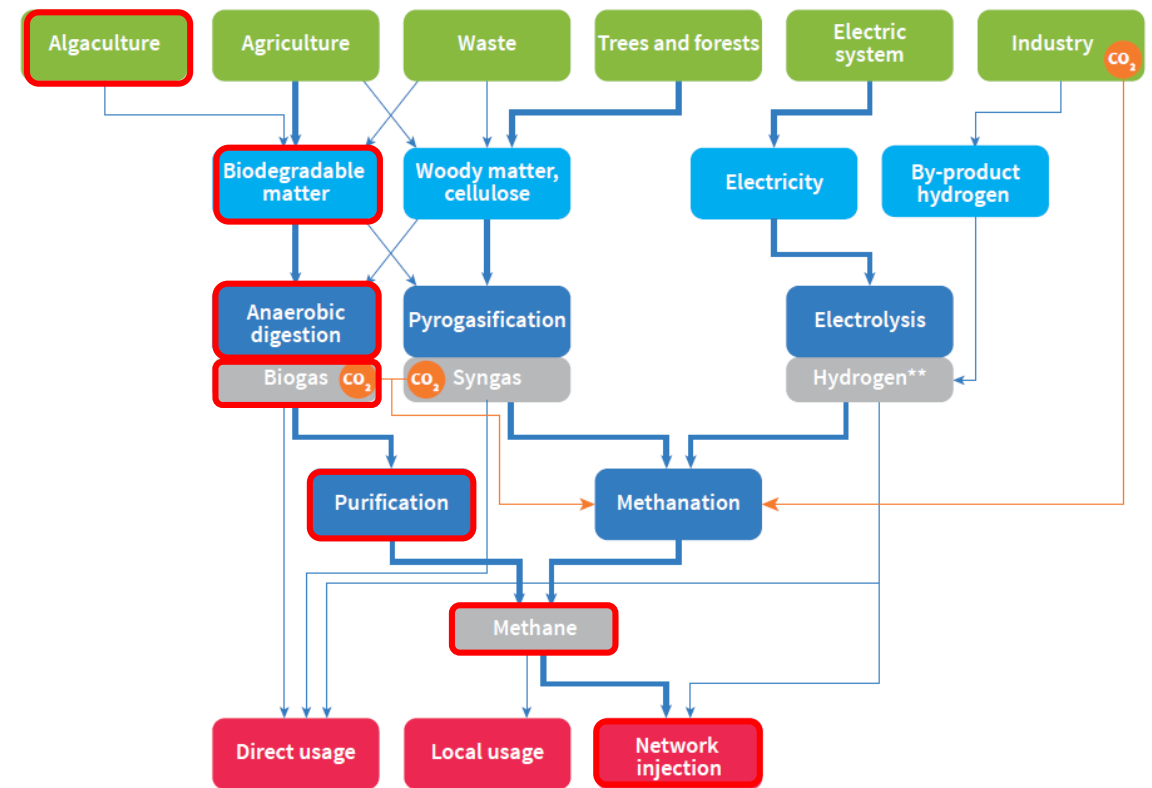 Algaculture
Agriculture
Waste
Trees and forests
Electric
system
Industry
CO2
Biodegradable
matter
Woody matter,
cellulose
Electricity
By-product
hydrogen
Anaerobic
digestion
Pyrogasification
Electrolysis
Biogas
CO2
CO2
Syngas
Hydrogen**
Purification
Methanation
Methane
Direct usage
Local usage
Network
injection